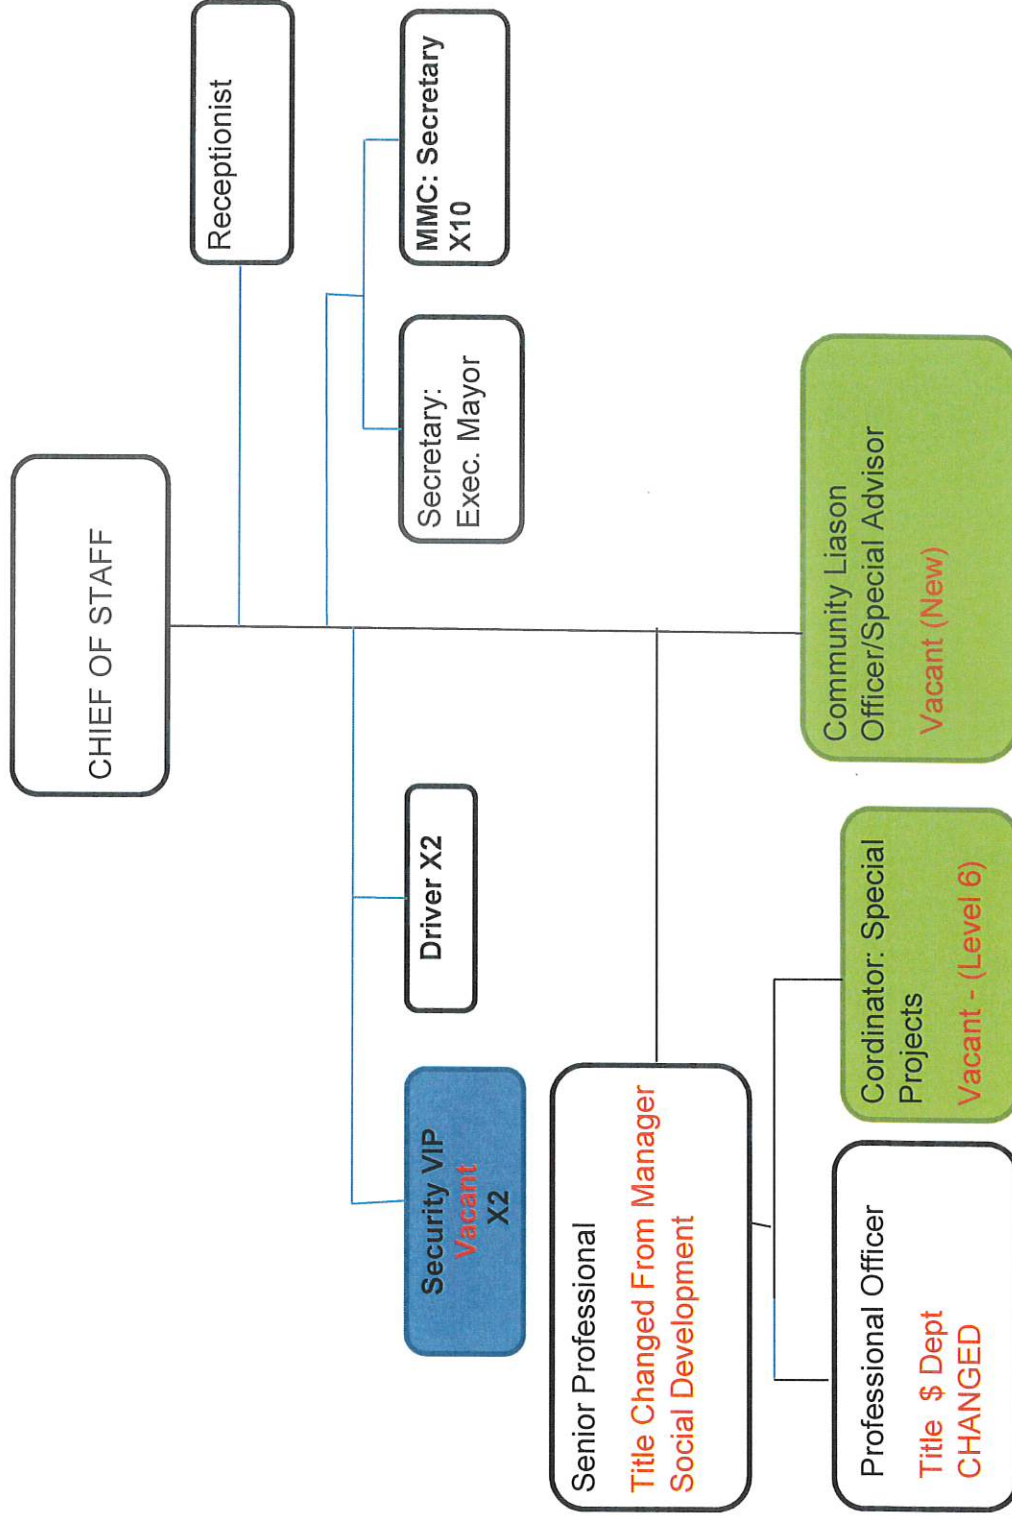 CHIEF OF STAFF
Receptionist
Secretary:
Exec. Mayor
MMC: Secretary
X10
Security VIP
Vacant
X2
Driver X2
Senior Professional
Title Changed From Manager
Social Development
Professional Officer
Title $ Dept
CHANGED
Cordinator: Special
Projects
Vacant - (Level 6)
Community Liason
Officer/Special Advisor
Vacant (New)